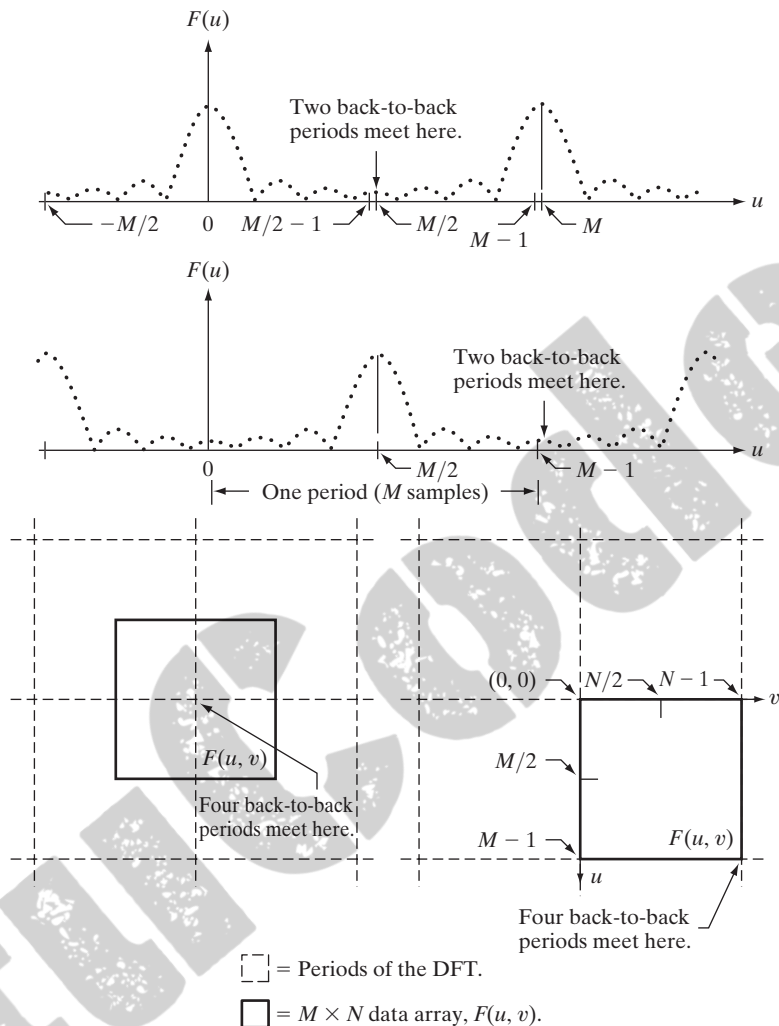 F(u)
Two back-to-back
periods meet here.
−M/2
0
M/2 − 1
M/2
M − 1
M
u
F(u)
Two back-to-back
periods meet here.
0
M/2
M − 1
u
One period (M samples)
(0, 0)
N/2
N − 1
v
F(u, v)
M/2
Four back-to-back
periods meet here.
M − 1
F(u, v)
u
Four back-to-back
periods meet here.
= Periods of the DFT.
= M × N data array, F(u, v).